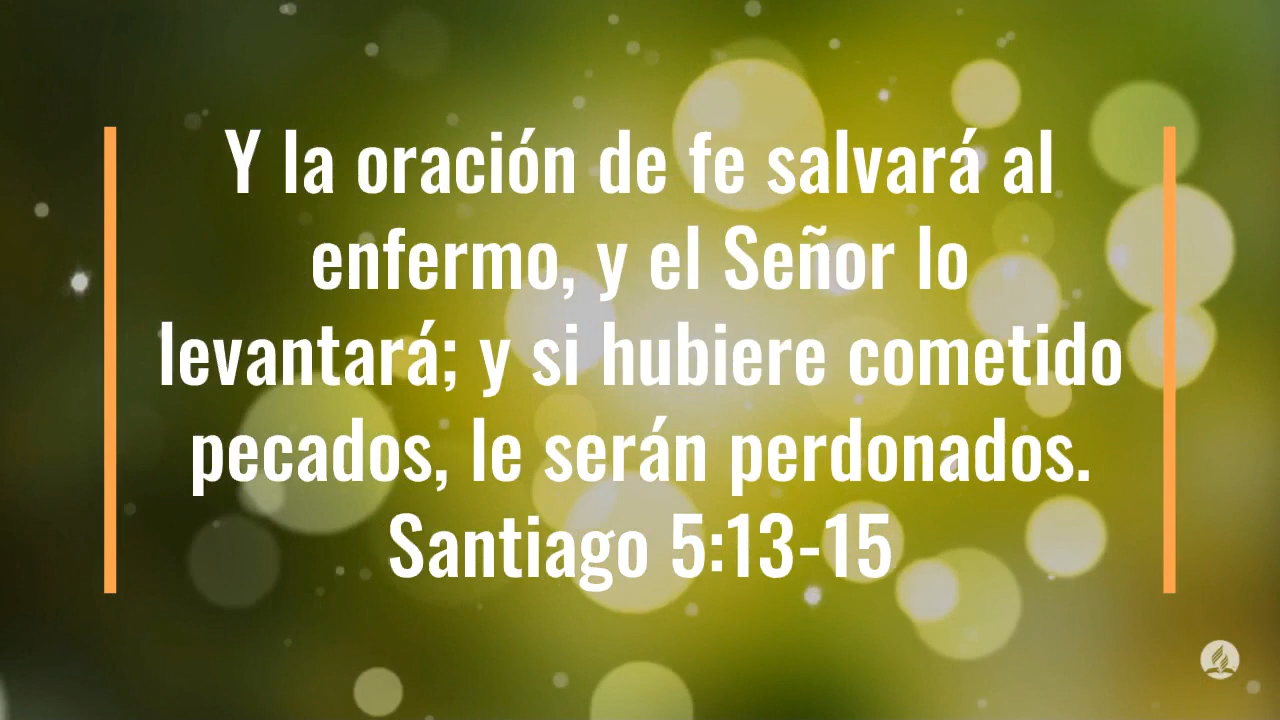 Y la oración de fe salvará al
enfermo, y el Señor lo
levantará; y si hubiere cometido
pecados, le serán perdonados.
Santiago 5:13-15